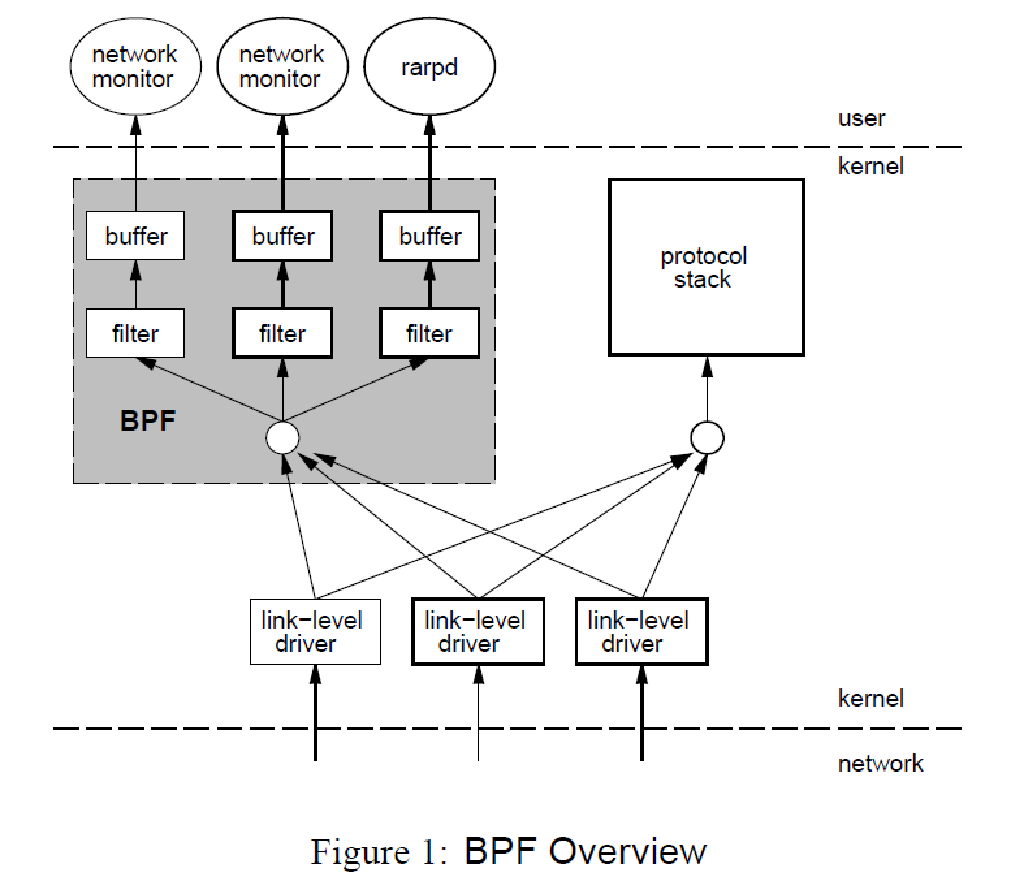 network
monitor
network
monitor
rarpd
user
kernel
buffer
buffer
buffer
protocol
stack
filter
filter
filter
BPF
link−level
driver
link−level
driver
link−level
driver
kernel
network
Figure 1: BPF Overview